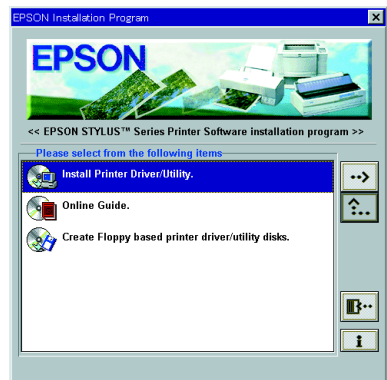 EPSON Installation Program
EPSON
<< EPSON STYLUS™ Series Printer Software installation program >>
Please select from the following items
Install Printer Driver/Utility.
Online Guide.
Create Floppy based printer driver/utility disks.